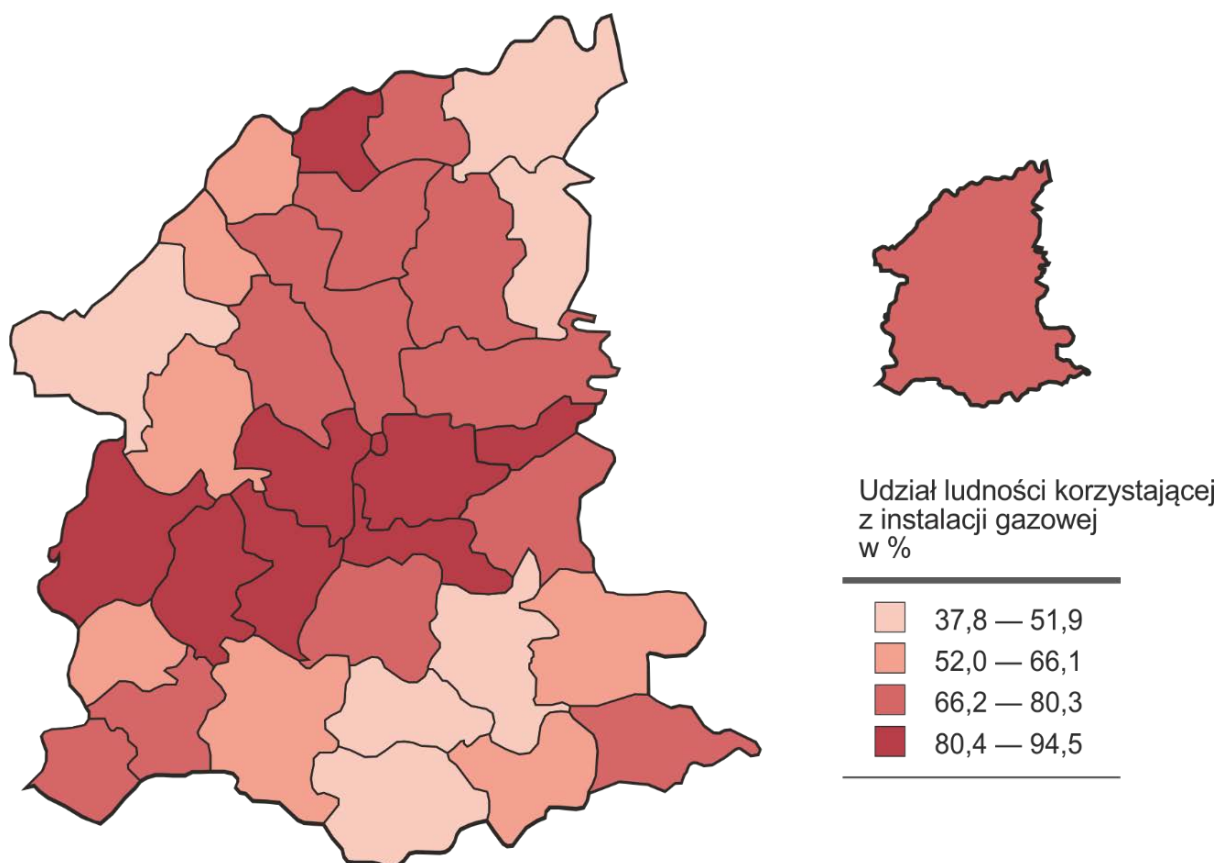 Udział ludności korzystającej
z instalacji gazowej
w %
37,8 — 51,9
52,0 — 66,1
66,2 — 80,3
80,4 — 94,5